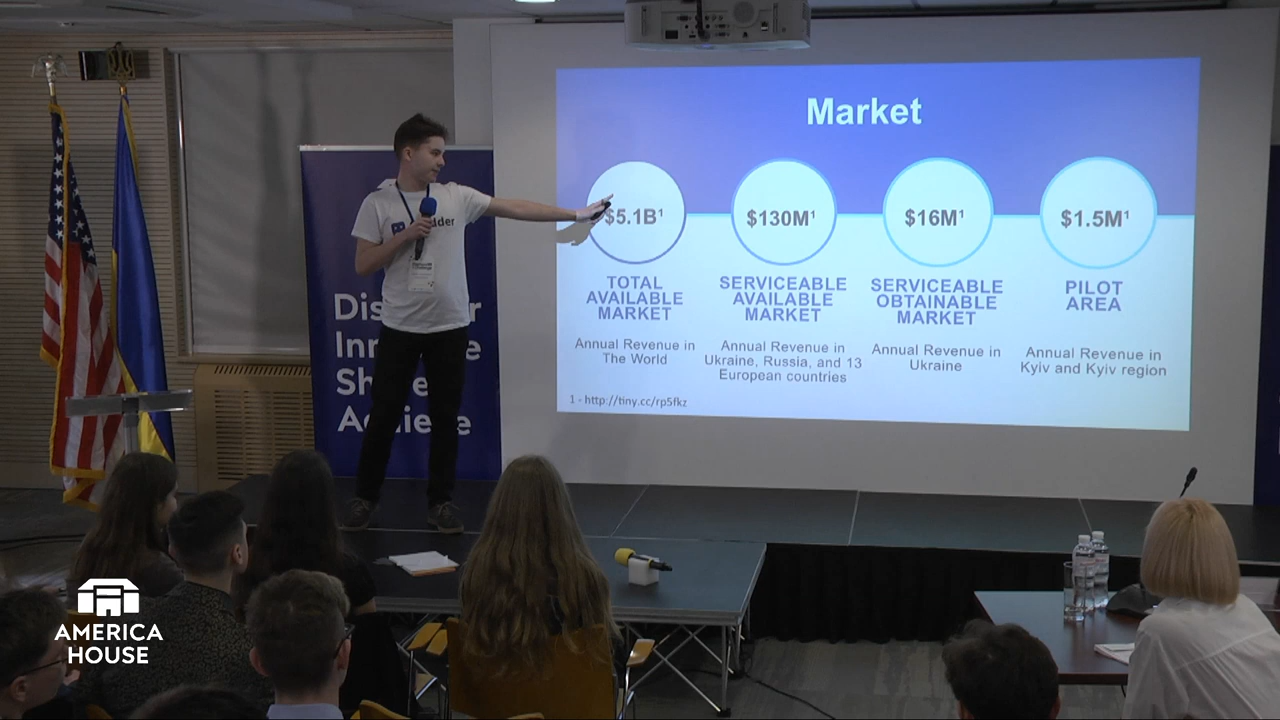 Market
$5.1B¹
$130M¹
$16M¹
$1.5M¹
TOTAL
AVAILABLE
MARKET
SERVICEABLE
AVAILABLE
MARKET
SERVICEABLE
OBTAINABLE
MARKET
PILOT
AREA
Annual Revenue in
The World
Annual Revenue in
Ukraine, Russia, and 13
European countries
Annual Revenue in
Ukraine
Annual Revenue in
Kyiv and Kyiv region
1 - http://tiny.cc/rp5fkz
AMERICA
HOUSE